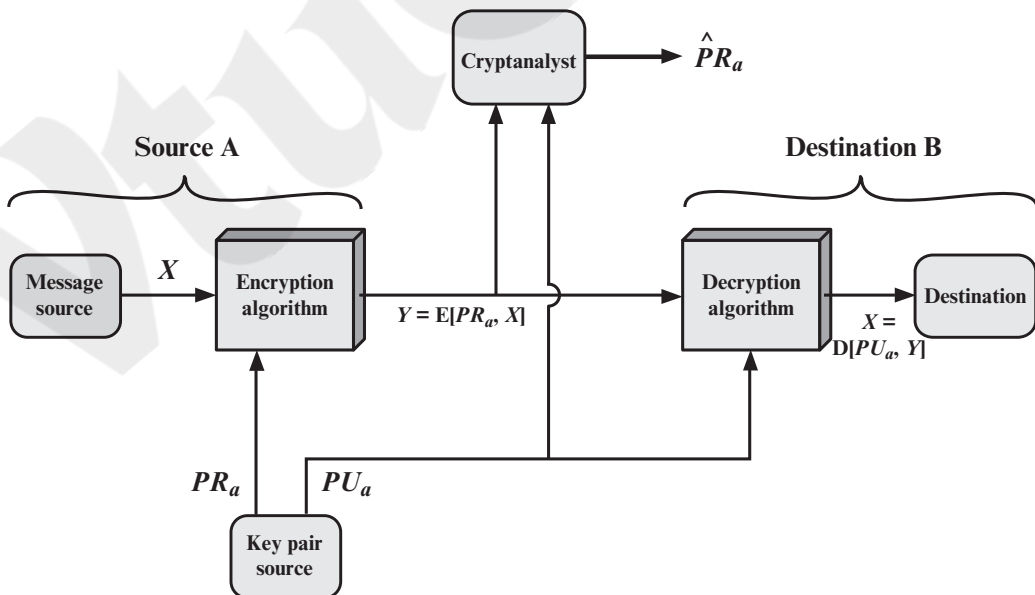 Cryptanalyst
P̂R_a
Source A
Destination B
Message
source
X
Encryption
algorithm
Y = E[PR_a, X]
Decryption
algorithm
X =
D[PU_a, Y]
Destination
PR_a
PU_a
Key pair
source